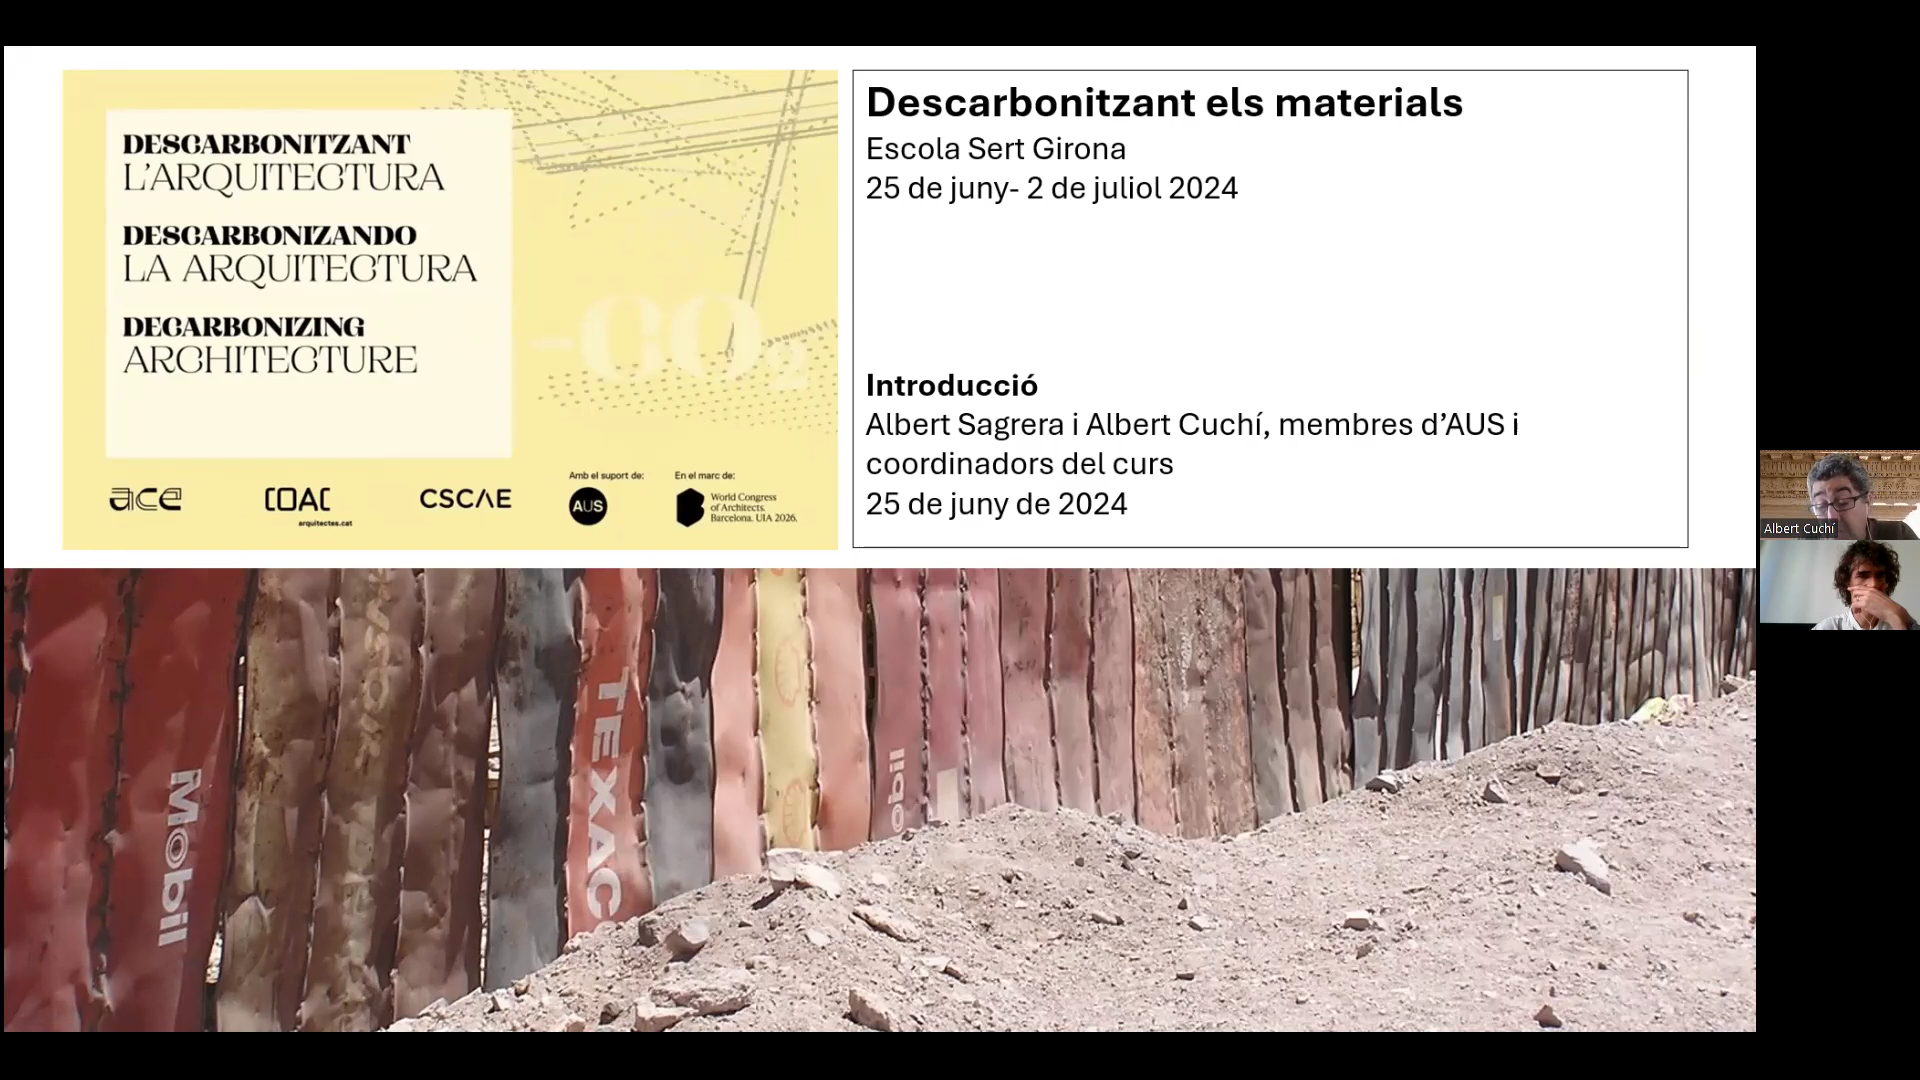 DESCARBONITZANT
L'ARQUITECTURA
DESCARBONIZANDO
LA ARQUITECTURA
DECARBONIZING
ARCHITECTURE
-CO2
ace
COAC
arquitectes.cat
CSCAE
Amb el suport de:
AUS
En el marc de:
World Congress
of Architects.
Barcelona. UIA 2026.
Descarbonitzant els materials
Escola Sert Girona
25 de juny- 2 de juliol 2024
Introducció
Albert Sagrera i Albert Cuchí, membres d’AUS i
coordinadors del curs
25 de juny de 2024
Albert Cuchí
Mobil
TEXAC
Mobil